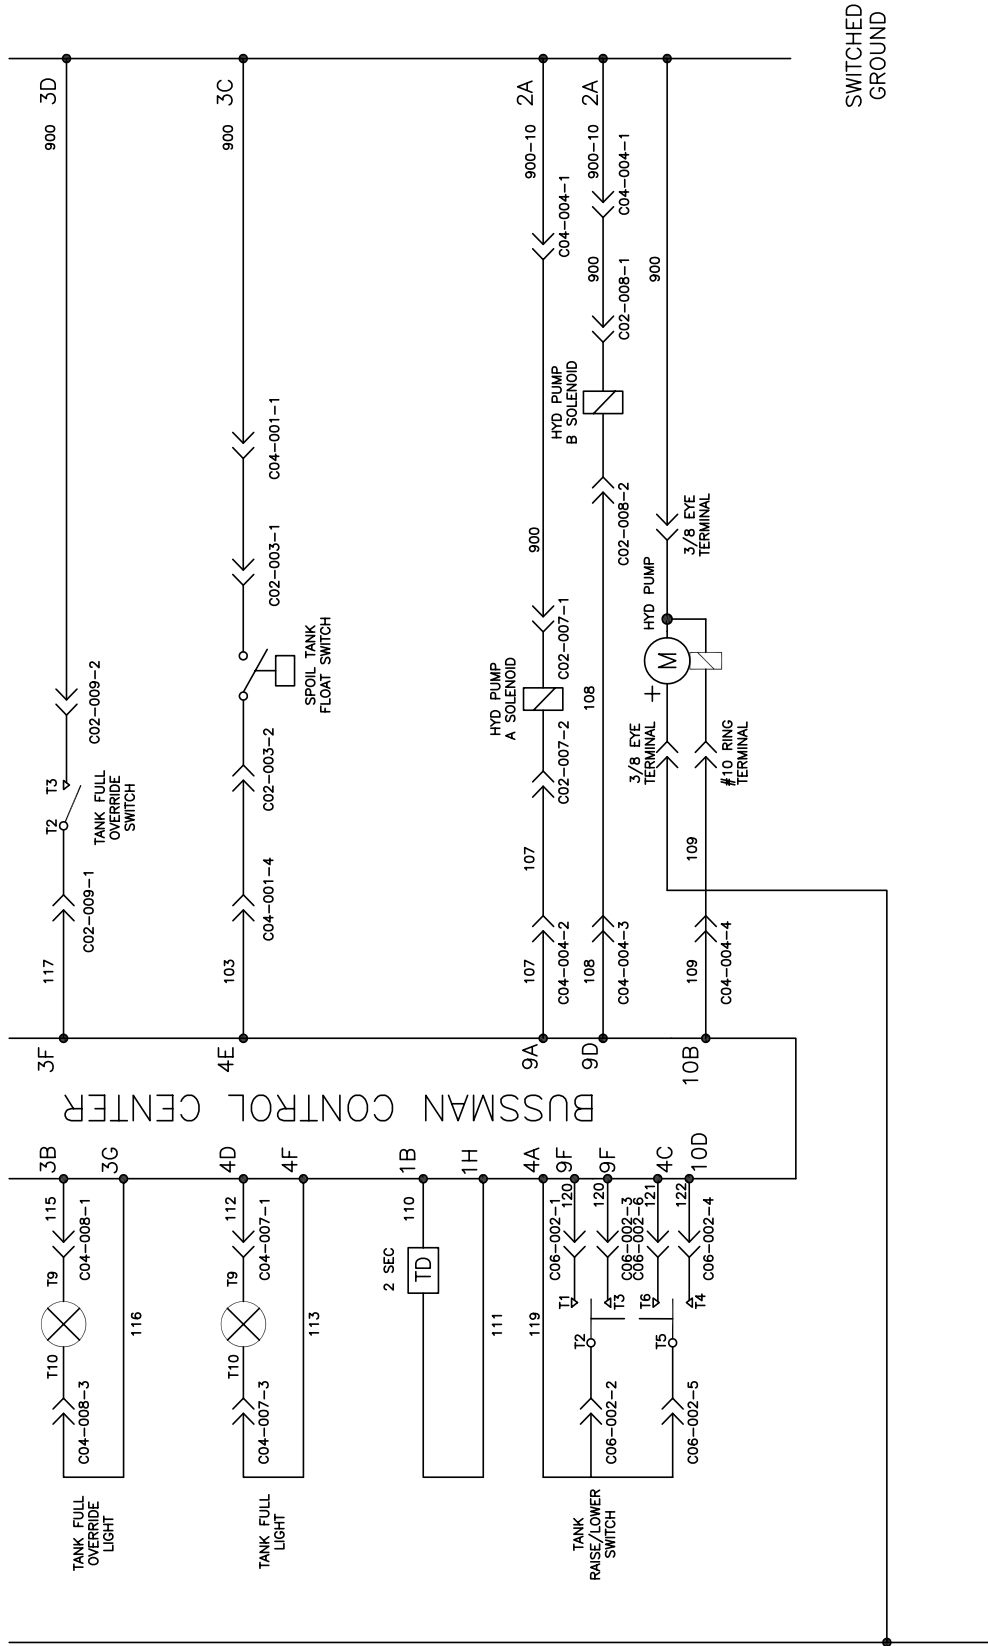 SWITCHED
GROUND
3D
900
C02-009-2
T3
T2
TANK FULL
OVERRIDE
SWITCH
C02-009-1
117
3F
3C
900
C04-001-1
C02-003-1
SPOIL TANK
FLOAT SWITCH
C02-003-2
C04-001-4
103
4E
2A
900-10
C04-004-1
900
C02-007-1
HYD PUMP
A SOLENOID
C02-007-2
107
107
C04-004-2
9A
2A
900-10
C04-004-1
900
C02-008-1
HYD PUMP
B SOLENOID
C02-008-2
108
108
C04-004-3
9D
900
3/8 EYE
TERMINAL
HYD PUMP
M
+
3/8 EYE
TERMINAL
#10 RING
TERMINAL
109
109
C04-004-4
10B
BUSSMAN CONTROL CENTER
3B
115
C04-008-1
T9
T10
C04-008-3
3G
116
TANK FULL
OVERRIDE
LIGHT
4D
112
C04-007-1
T9
T10
C04-007-3
4F
113
TANK FULL
LIGHT
1B
110
2 SEC
TD
1H
111
4A
119
9F
120
C06-002-1
T1
9F
120
C06-002-3
T3
T2
C06-002-2
4C
121
C06-002-6
T6
10D
122
C06-002-4
T4
T5
C06-002-5
TANK
RAISE/LOWER
SWITCH